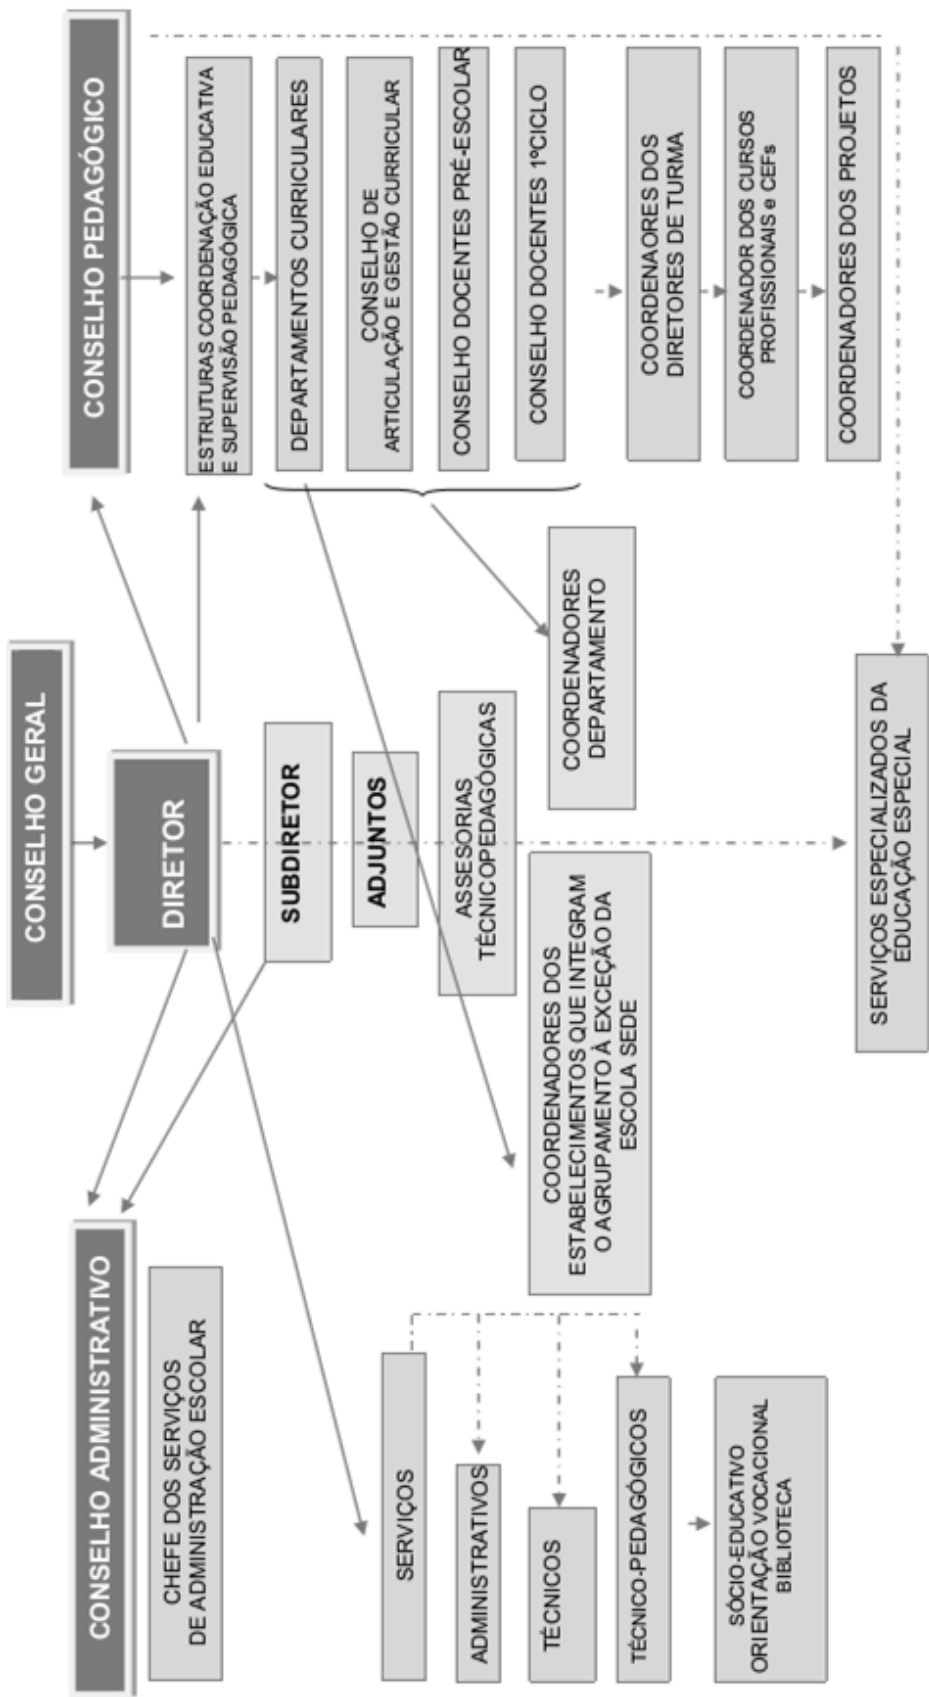 CONSELHO GERAL
CONSELHO ADMINISTRATIVO
DIRETOR
CONSELHO PEDAGÓGICO
CHEFE DOS SERVIÇOS
DE ADMINISTRAÇÃO ESCOLAR
SUBDIRETOR
ADJUNTOS
ASSESSORIAS
TÉCNICOPEDAGÓGICAS
ESTRUTURAS COORDENAÇÃO EDUCATIVA
E SUPERVISÃO PEDAGÓGICA
DEPARTAMENTOS CURRICULARES
CONSELHO DE
ARTICULAÇÃO E GESTÃO CURRICULAR
CONSELHO DOCENTES PRÉ-ESCOLAR
CONSELHO DOCENTES 1ºCICLO
SERVIÇOS
ADMINISTRATIVOS
TÉCNICOS
TÉCNICO-PEDAGÓGICOS
SÓCIO-EDUCATIVO
ORIENTAÇÃO VOCACIONAL
BIBLIOTECA
COORDENADORES DOS
ESTABELECIMENTOS QUE INTEGRAM
O AGRUPAMENTO À EXCEÇÃO DA
ESCOLA SEDE
COORDENADORES
DEPARTAMENTO
COORDENAORES DOS
DIRETORES DE TURMA
COORDENADOR DOS CURSOS
PROFISSIONAIS e CEFs
COORDENADORES DOS PROJETOS
SERVIÇOS ESPECIALIZADOS DA
EDUCAÇÃO ESPECIAL